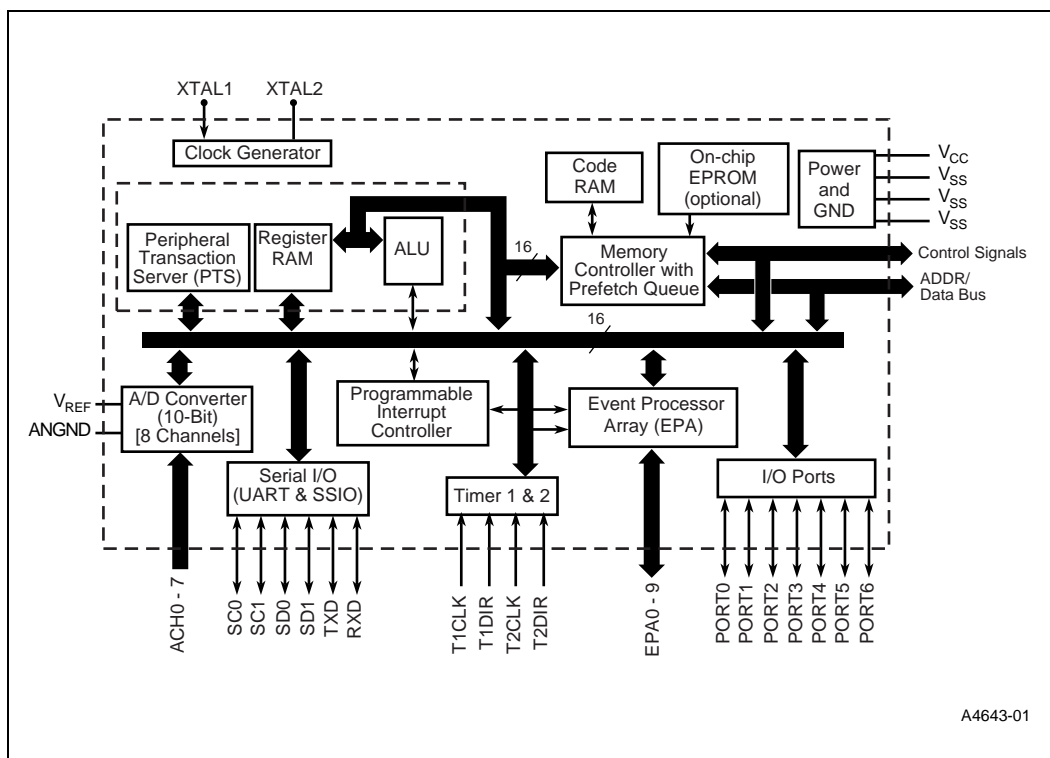 XTAL1
XTAL2
Clock Generator
Code
RAM
On-chip
EPROM
(optional)
Power
and
GND
VCC
VSS
VSS
VSS
Peripheral
Transaction
Server (PTS)
Register
RAM
ALU
16
Memory
Controller with
Prefetch Queue
Control Signals
ADDR/
Data Bus
16
VREF
ANGND
A/D Converter
(10-Bit)
[8 Channels]
Programmable
Interrupt
Controller
Event Processor
Array (EPA)
Serial I/O
(UART & SSIO)
Timer 1 & 2
I/O Ports
ACH0 - 7
SC0
SC1
SD0
SD1
TXD
RXD
T1CLK
T1DIR
T2CLK
T2DIR
EPA0 - 9
PORT0
PORT1
PORT2
PORT3
PORT4
PORT5
PORT6
A4643-01